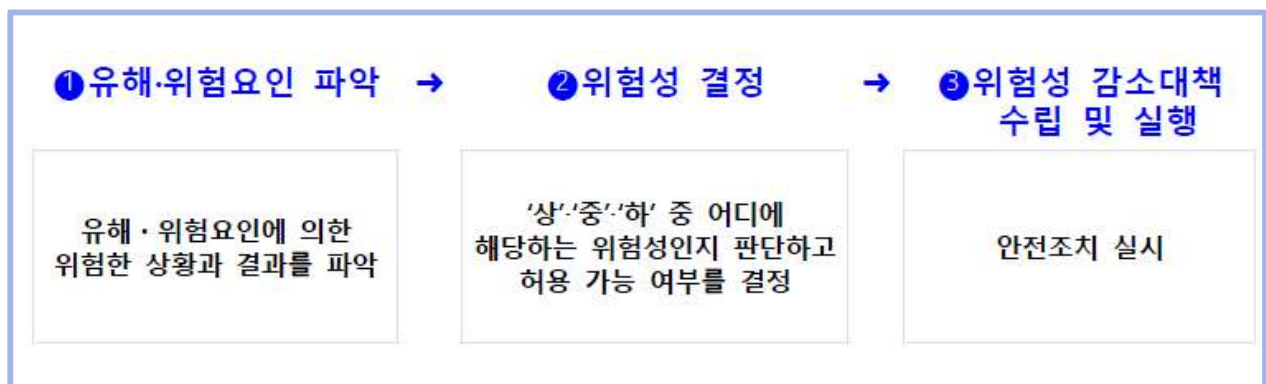 ❶유해·위험요인 파악 → ❷위험성 결정 → ❸위험성 감소대책
수립 및 실행
유해·위험요인에 의한
위험한 상황과 결과를 파악
‘상’·‘중’·‘하’ 중 어디에
해당하는 위험성인지 판단하고
허용 가능 여부를 결정
안전조치 실시